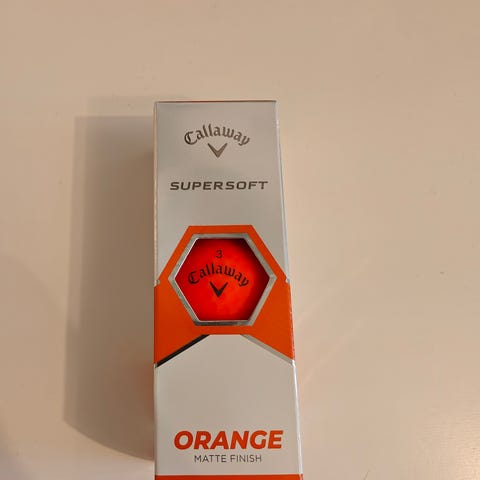 Callaway
SUPERSOFT
3
Callaway
ORANGE
MATTE FINISH